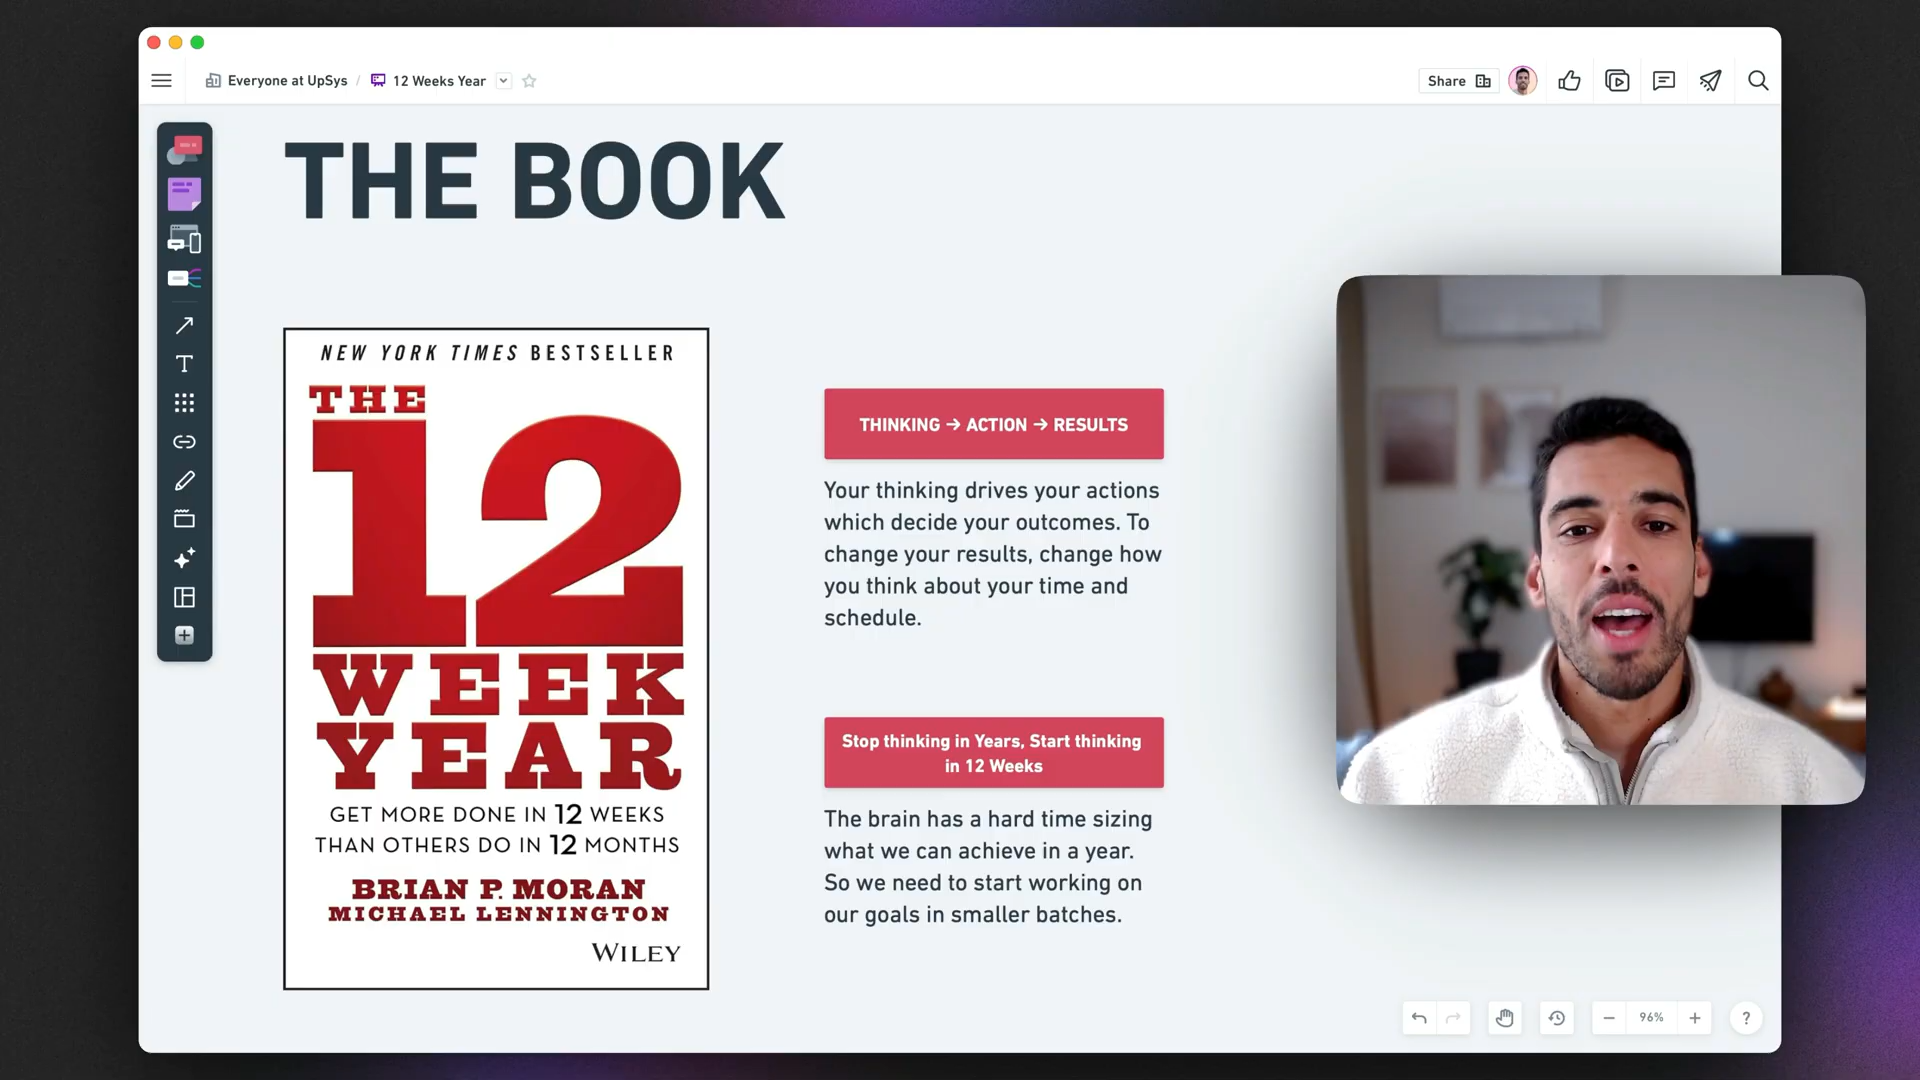 Everyone at UpSys / 12 Weeks Year
Share
THE BOOK
NEW YORK TIMES BESTSELLER
THE
12
WEEK
YEAR
GET MORE DONE IN 12 WEEKS
THAN OTHERS DO IN 12 MONTHS
BRIAN P. MORAN
MICHAEL LENNINGTON
WILEY
THINKING → ACTION → RESULTS
Your thinking drives your actions
which decide your outcomes. To
change your results, change how
you think about your time and
schedule.
Stop thinking in Years, Start thinking
in 12 Weeks
The brain has a hard time sizing
what we can achieve in a year.
So we need to start working on
our goals in smaller batches.
96%
?